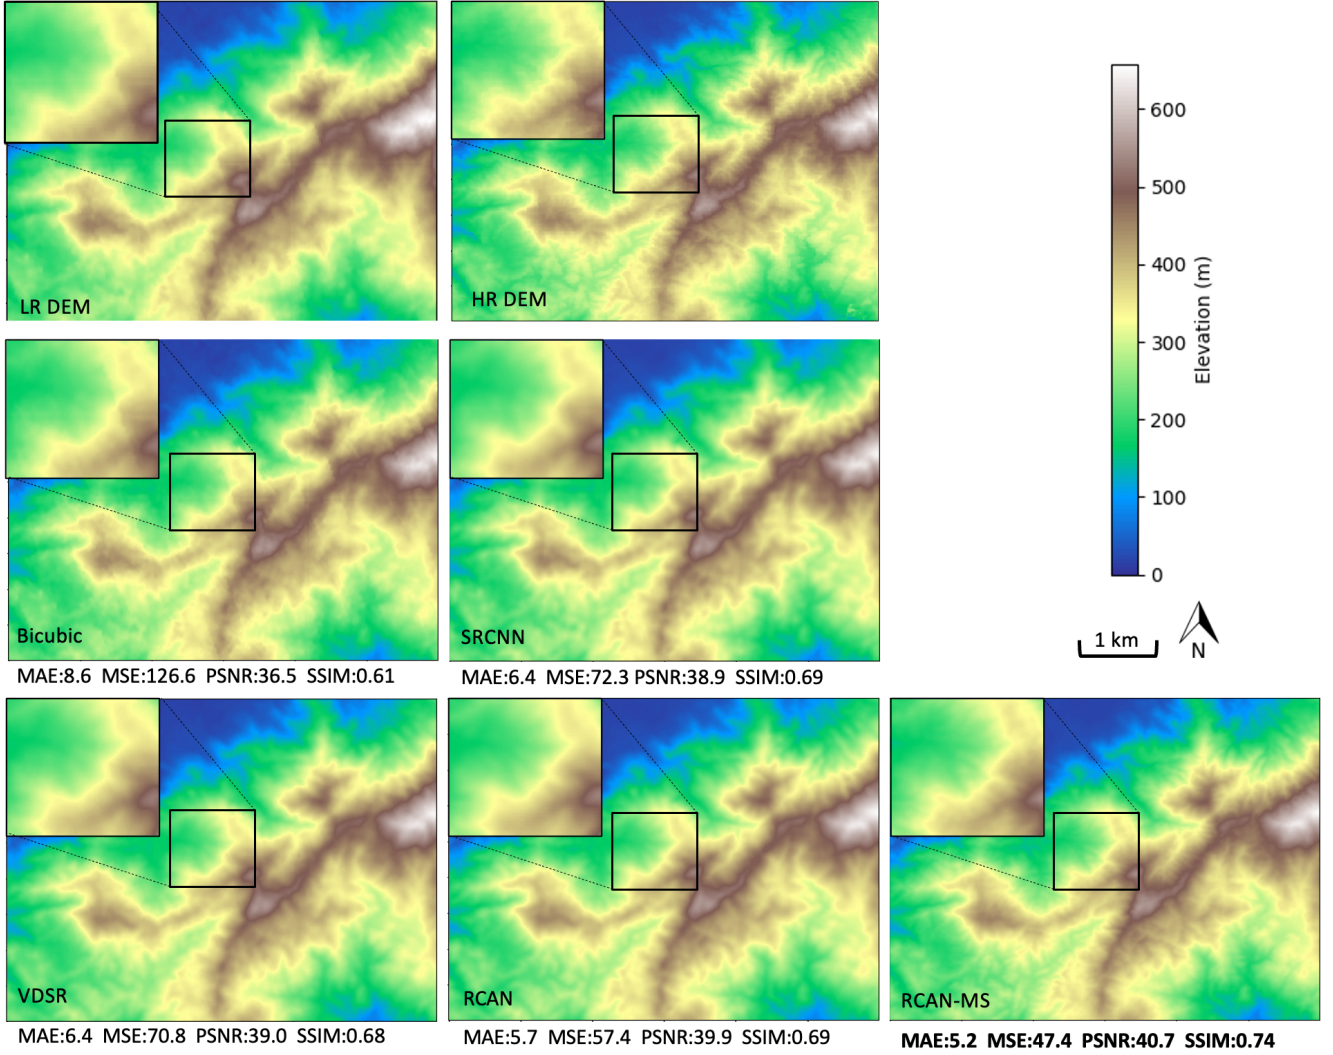 LR DEM
HR DEM
600
500
400
300
200
100
0
Elevation (m)
1 km
N
Bicubic
SRCNN
MAE:8.6 MSE:126.6 PSNR:36.5 SSIM:0.61
MAE:6.4 MSE:72.3 PSNR:38.9 SSIM:0.69
VDSR
RCAN
RCAN-MS
MAE:6.4 MSE:70.8 PSNR:39.0 SSIM:0.68
MAE:5.7 MSE:57.4 PSNR:39.9 SSIM:0.69
MAE:5.2 MSE:47.4 PSNR:40.7 SSIM:0.74